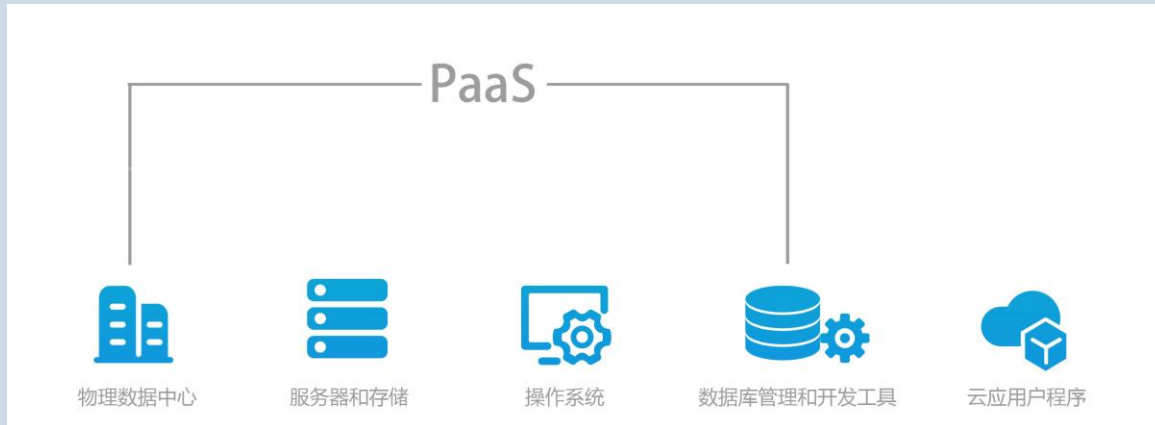 PaaS
物理数据中心
服务器和存储
操作系统
数据库管理和开发工具
云应用户程序